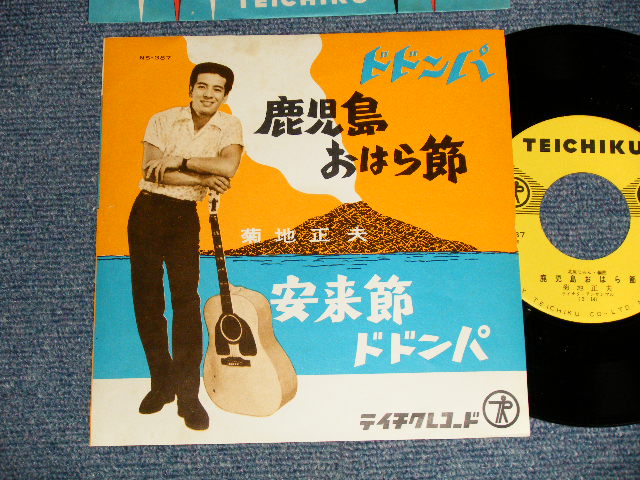 TEICHIKU
NS-387
ドドンパ
鹿児島
おはら節
菊地正夫
安来節
ドドンパ
テイチクレコード
TEICHIKU
鹿児島おはら節
菊地正夫